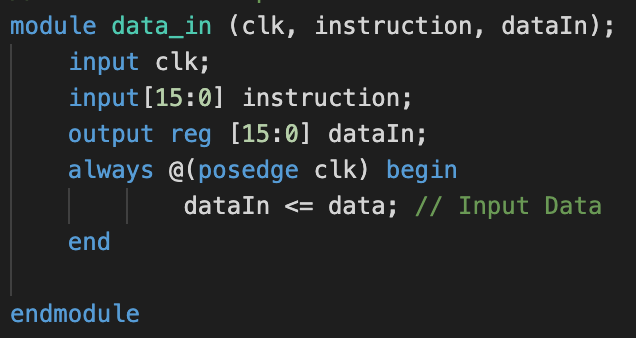 module data_in (clk, instruction, dataIn);
input clk;
input[15:0] instruction;
output reg [15:0] dataIn;
always @(posedge clk) begin
dataIn <= data; // Input Data
end
endmodule